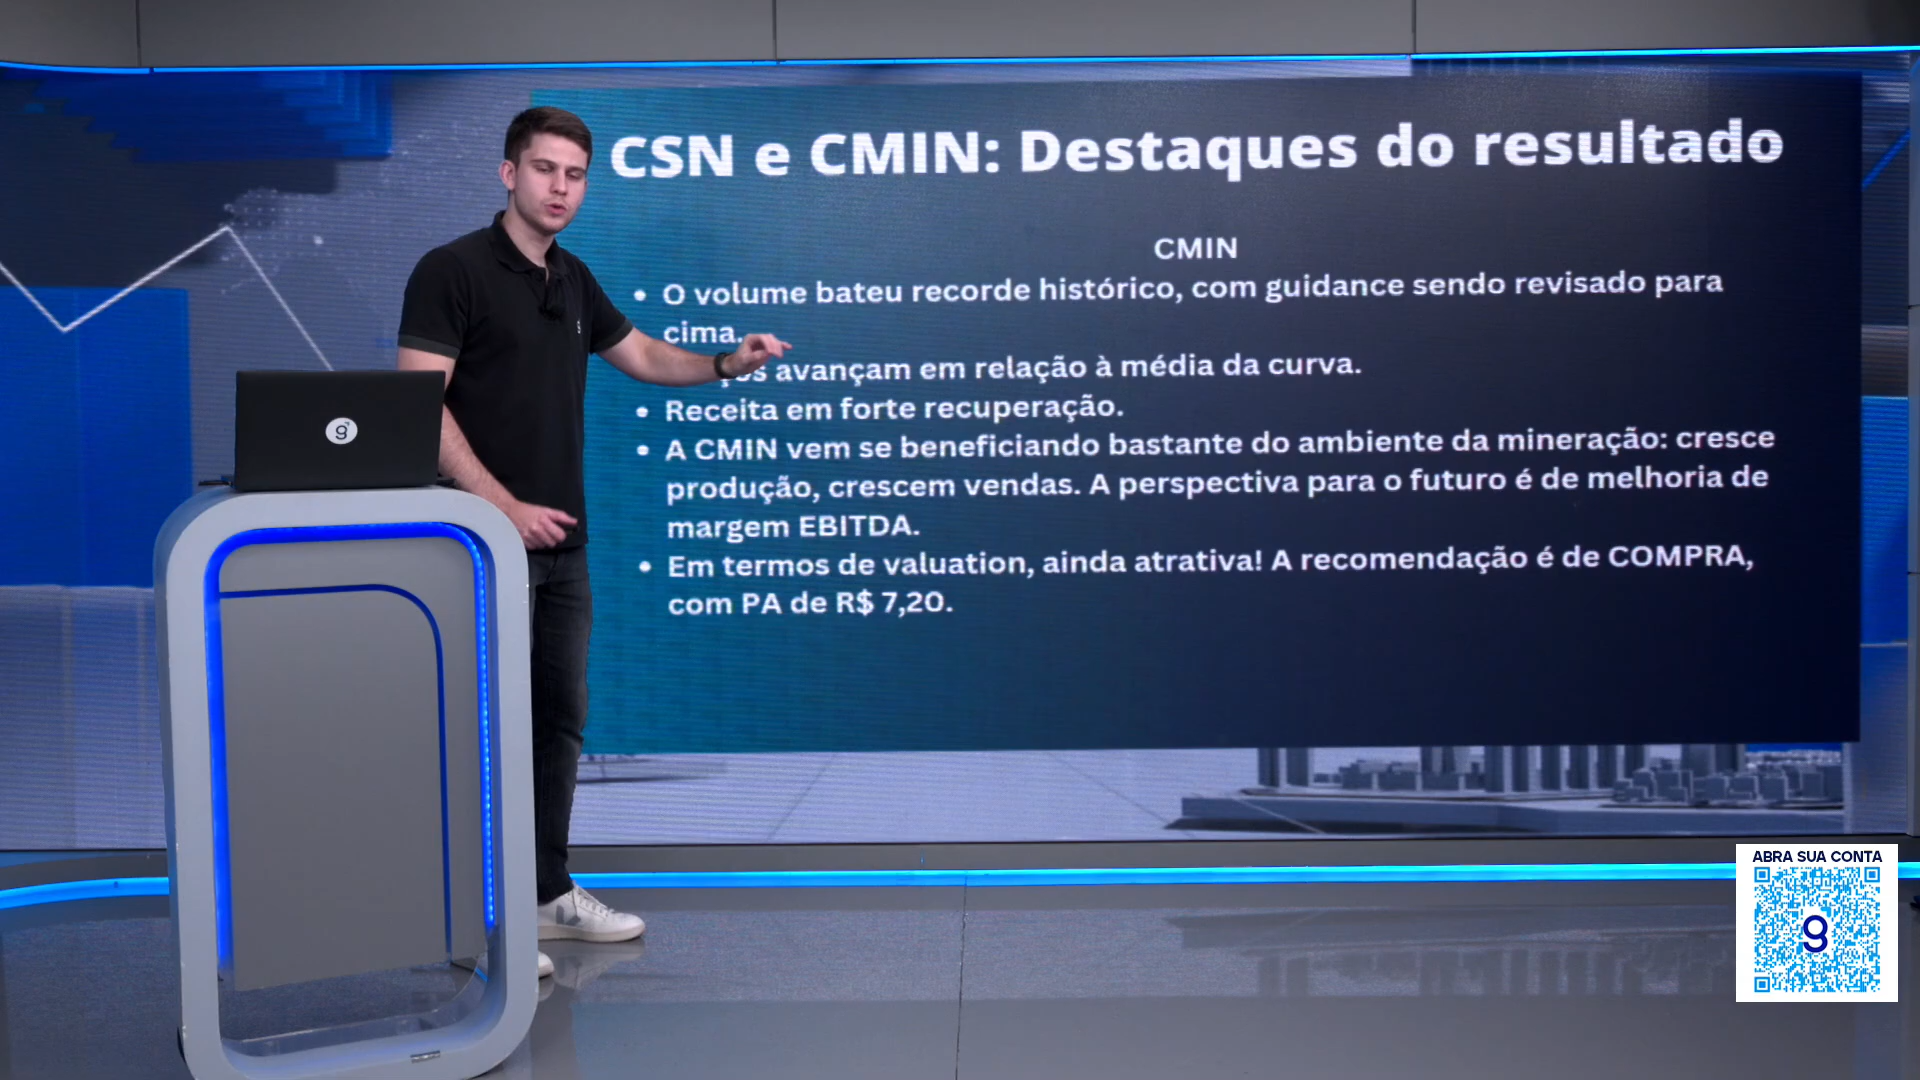 CSN e CMIN: Destaques do resultado
CMIN
• O volume bateu recorde histórico, com guidance sendo revisado para
cima.
avançam em relação à média da curva.
• Receita em forte recuperação.
• A CMIN vem se beneficiando bastante do ambiente da mineração: cresce
produção, crescem vendas. A perspectiva para o futuro é de melhoria de
margem EBITDA.
• Em termos de valuation, ainda atrativa! A recomendação é de COMPRA,
com PA de R$ 7,20.
g
ABRA SUA CONTA
g